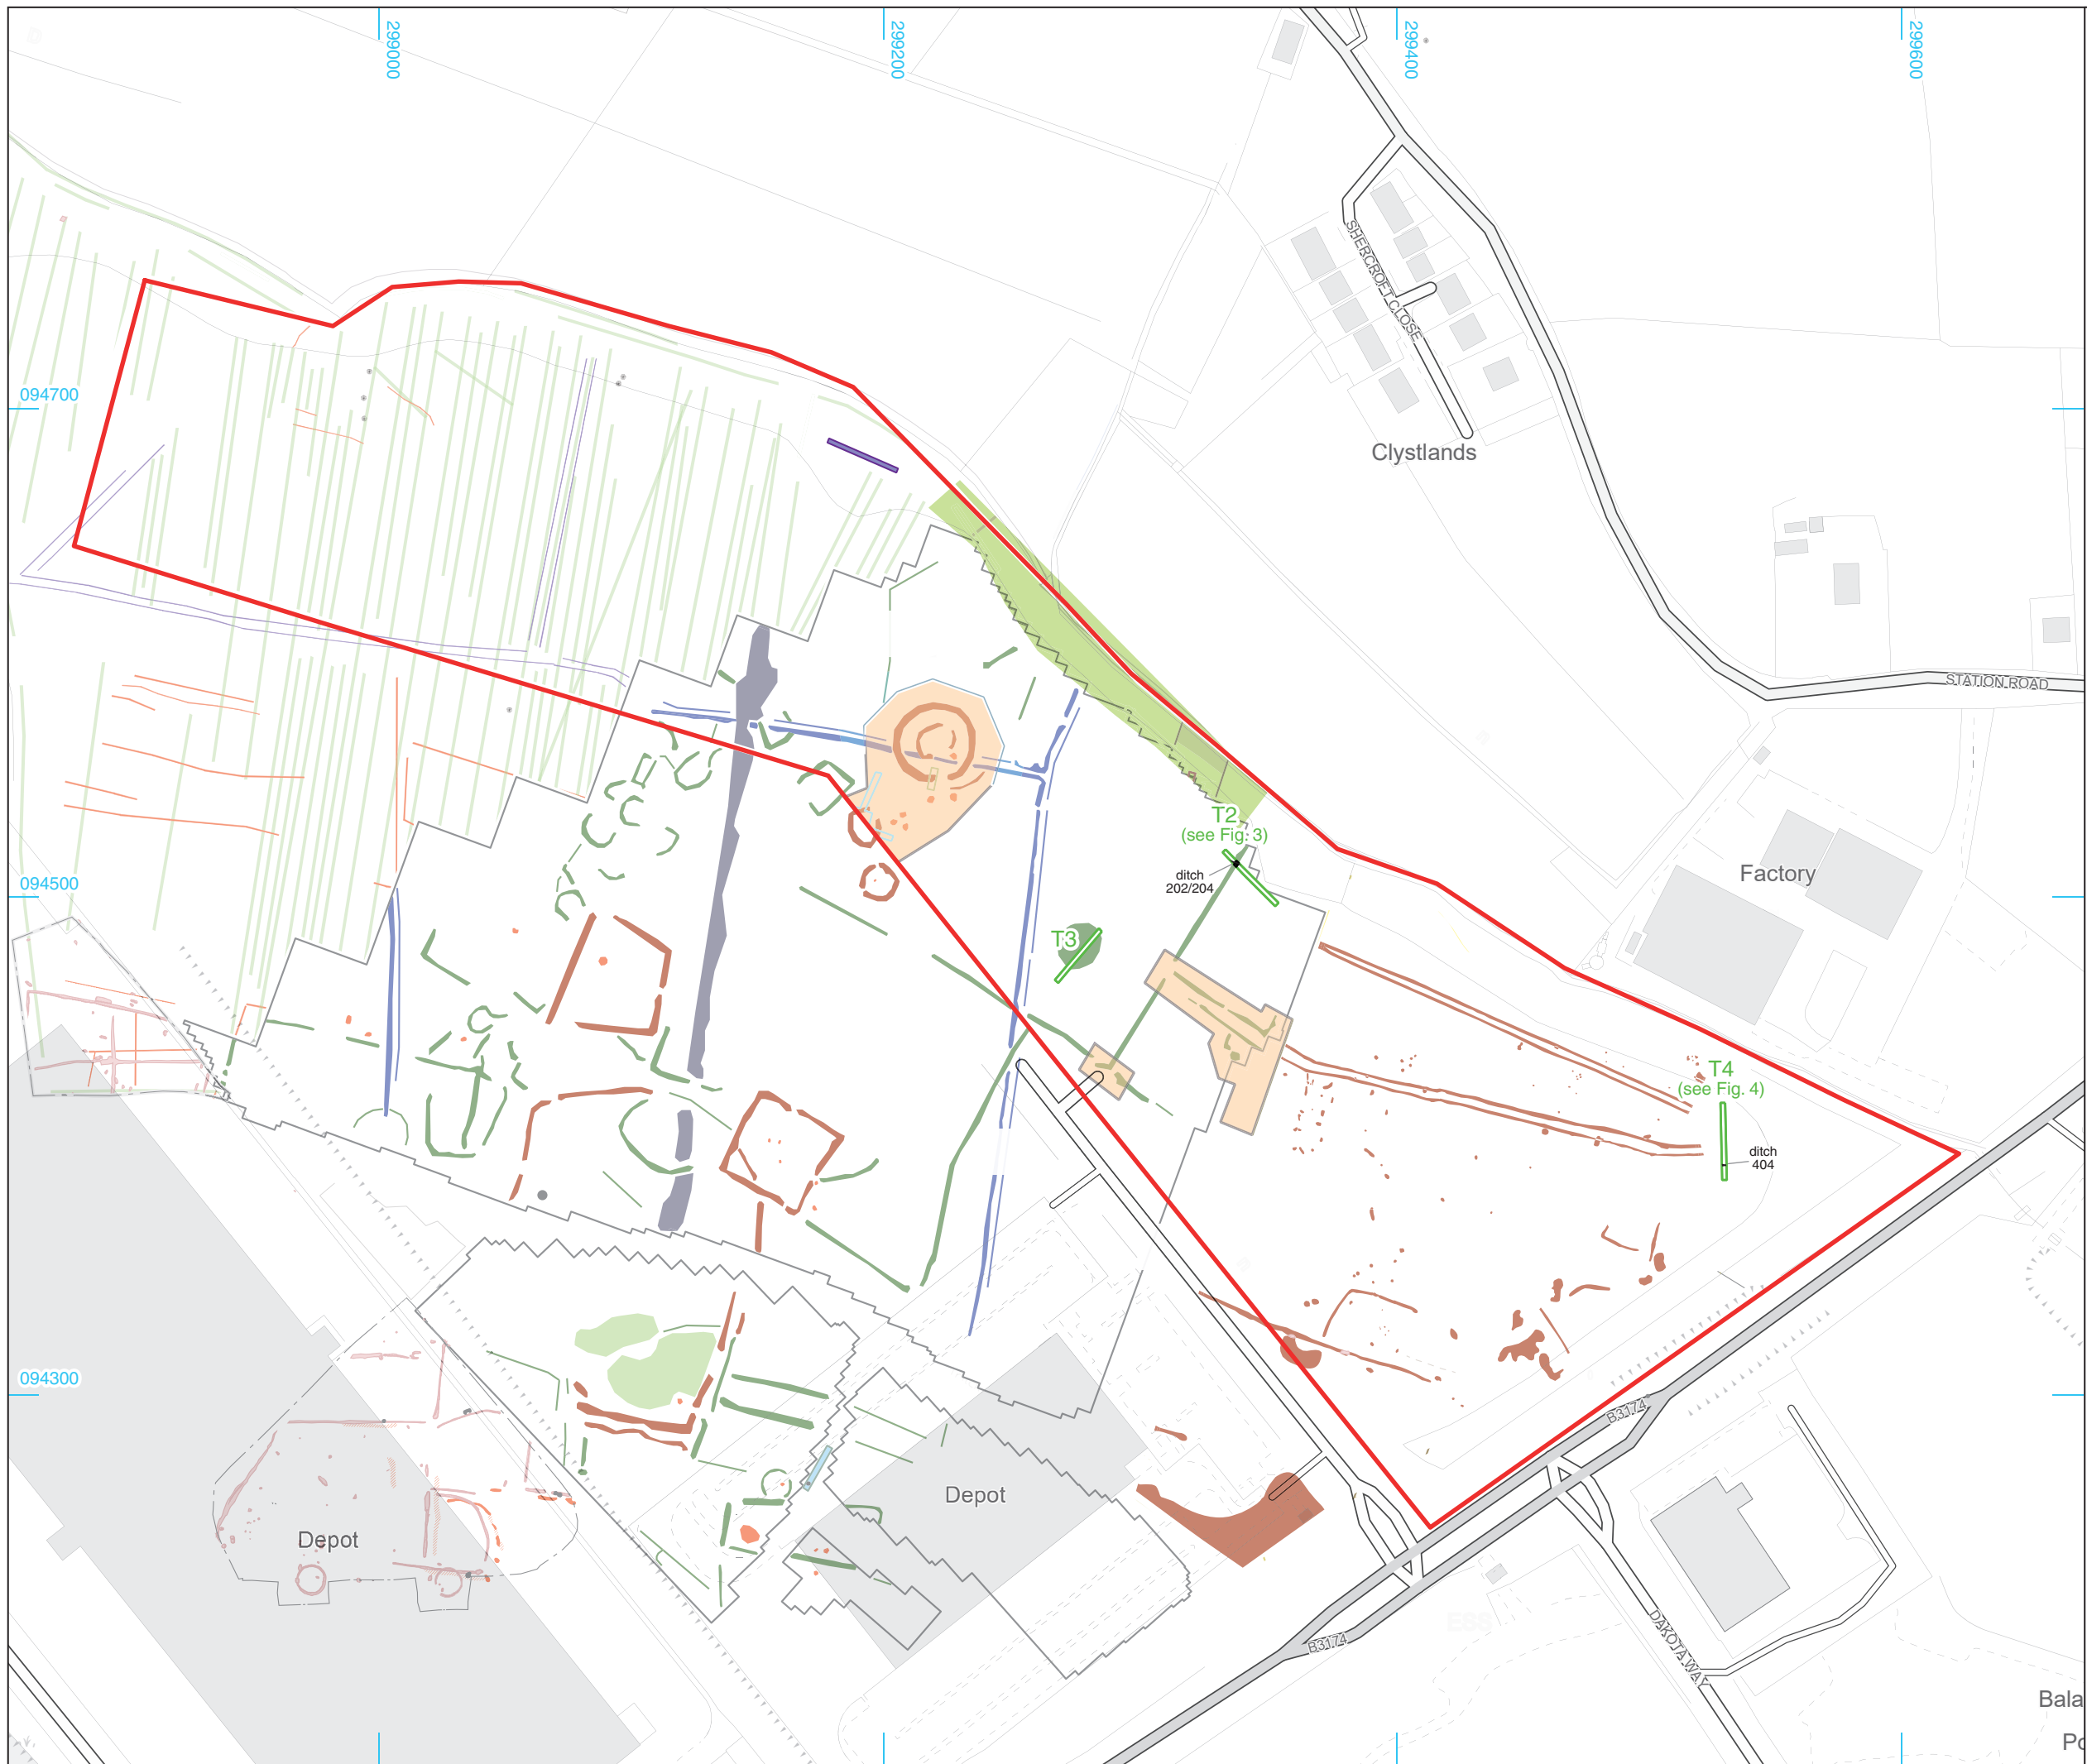 299000
299200
299400
299600
SHERCROFT CLOSE
094700
Clystlands
STATION ROAD
T2
(see Fig. 3)
ditch
202/204
Factory
094500
T3
T4
(see Fig. 4)
ditch
404
094300
B3174
Depot
Depot
B3174
DAKOTA WAY